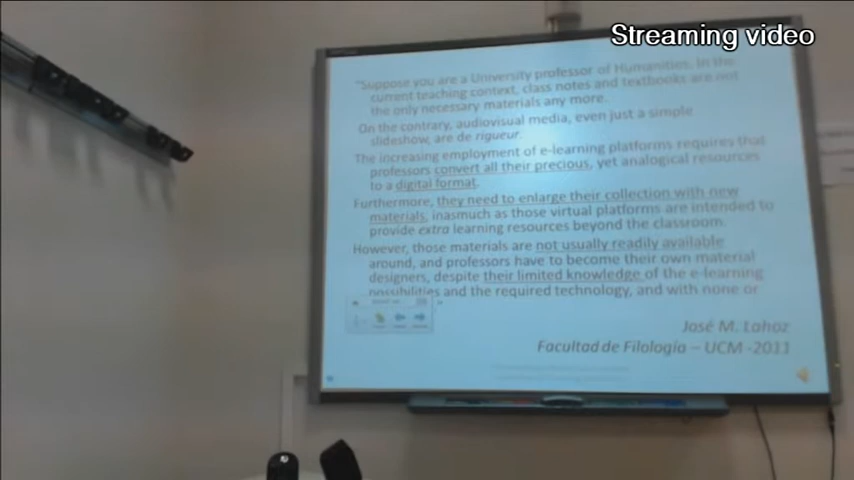 Streaming video
"Suppose you are a University professor of Humanities. In the
current teaching context, class notes and textbooks are not
the only necessary materials any more.
On the contrary, audiovisual media, even just a simple
slideshow, are de rigueur.
The increasing employment of e-learning platforms requires that
professors convert all their precious, yet analogical resources
to a digital format.
Furthermore, they need to enlarge their collection with new
materials, inasmuch as those virtual platforms are intended to
provide extra learning resources beyond the classroom.
However, those materials are not usually readily available
around, and professors have to become their own material
designers, despite their limited knowledge of the e-learning
possibilities and the required technology, and with none or
José M. Lahoz
Facultad de Filología – UCM -2011